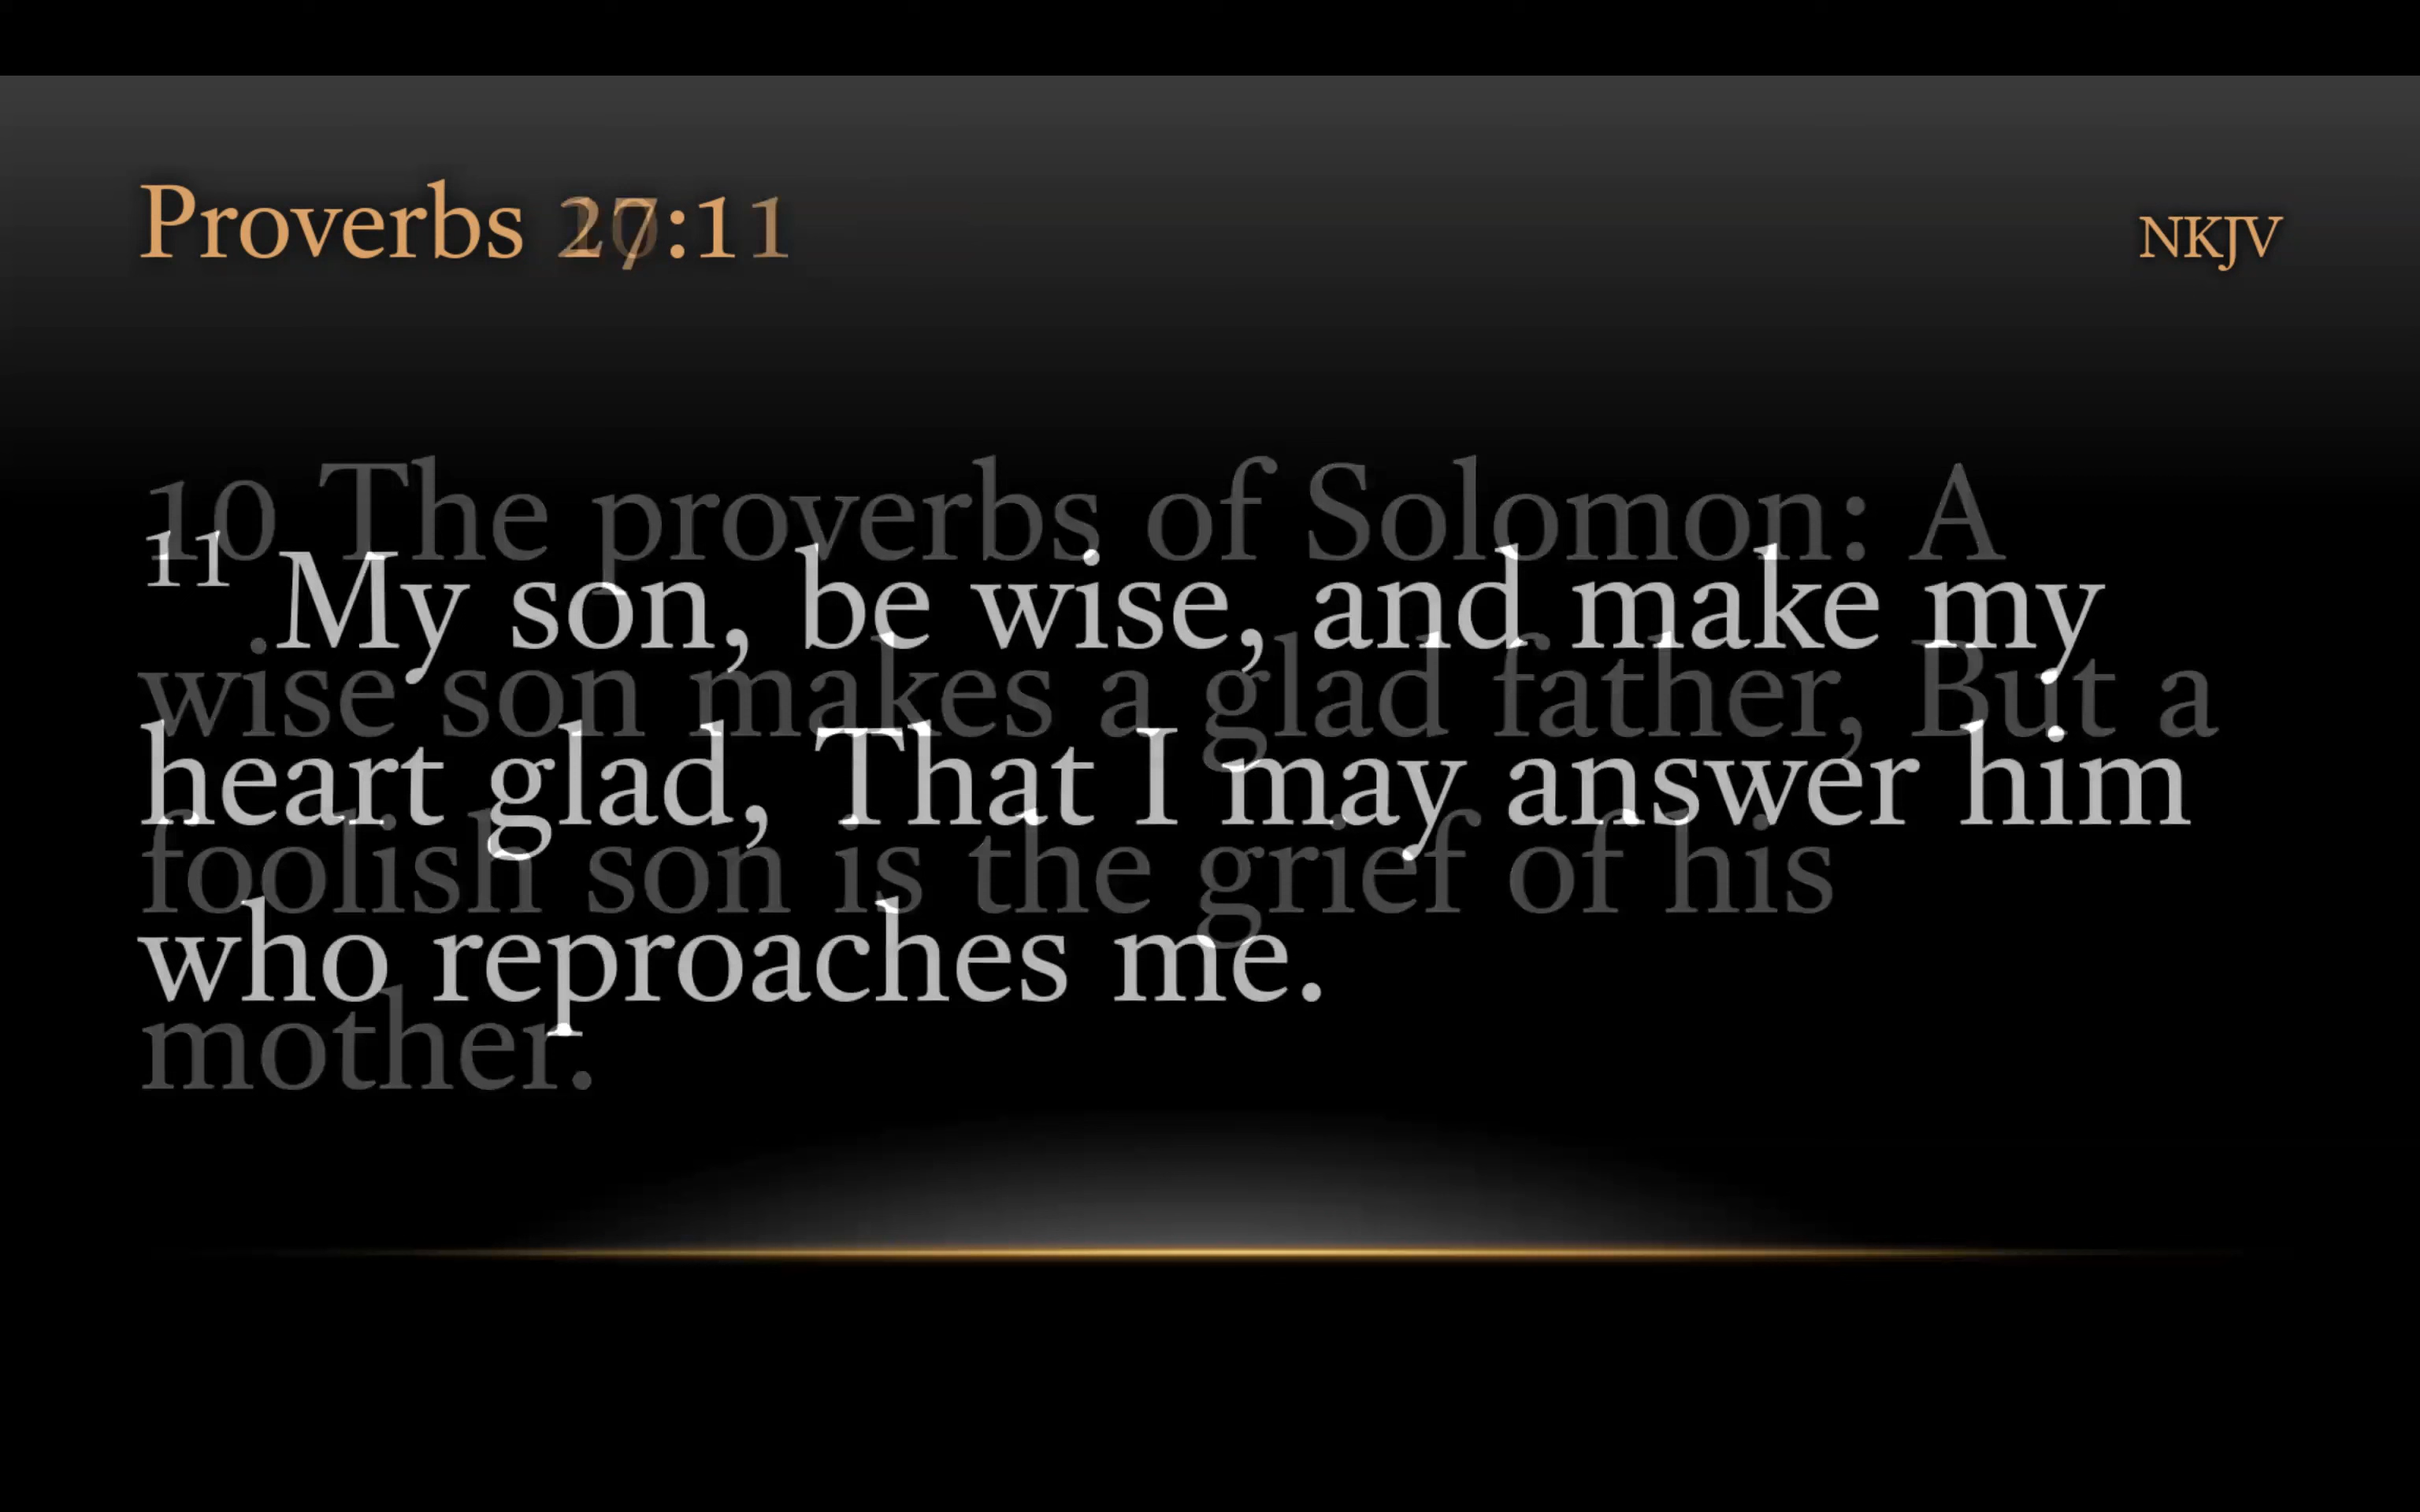 Proverbs 27:11
NKJV
10 The proverbs of Solomon: A
11 My son, be wise, and make my
wise son makes a glad father, But a
heart glad, That I may answer him
foolish son is the grief of his
who reproaches me.
mother.